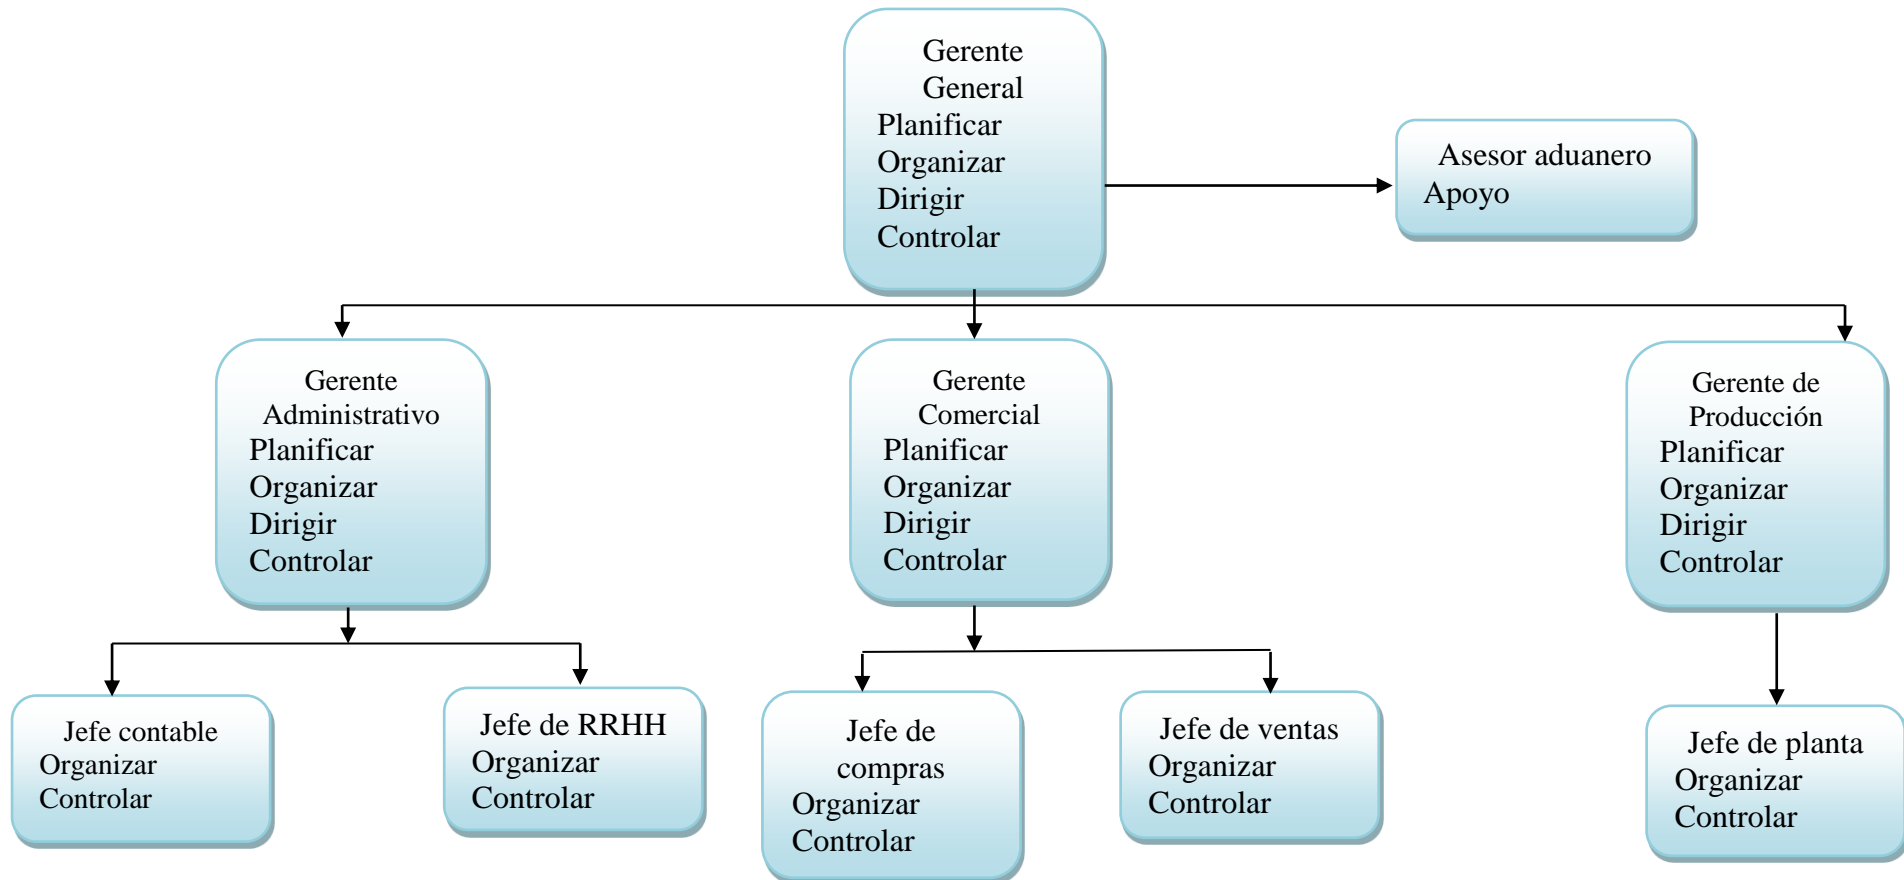 Gerente
General
Planificar
Organizar
Dirigir
Controlar
Asesor aduanero
Apoyo
Gerente
Administrativo
Planificar
Organizar
Dirigir
Controlar
Gerente
Comercial
Planificar
Organizar
Dirigir
Controlar
Gerente de
Producción
Planificar
Organizar
Dirigir
Controlar
Jefe contable
Organizar
Controlar
Jefe de RRHH
Organizar
Controlar
Jefe de
compras
Organizar
Controlar
Jefe de ventas
Organizar
Controlar
Jefe de planta
Organizar
Controlar